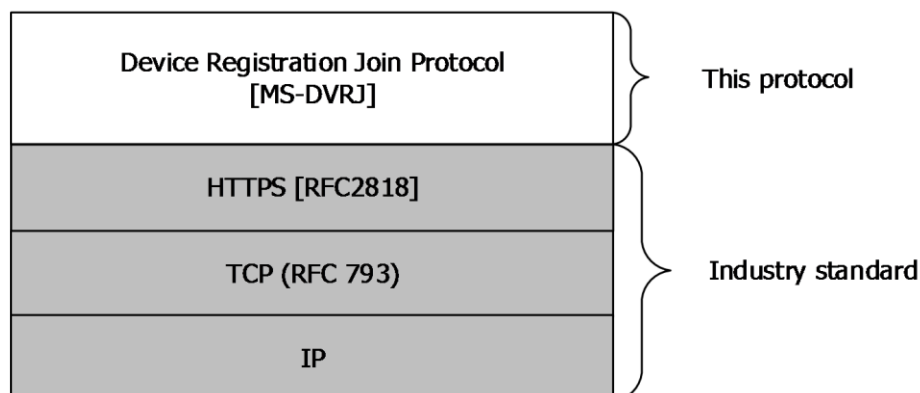 Device Registration Join Protocol
[MS-DVRJ]
This protocol
HTTPS [RFC2818]
TCP (RFC 793)
Industry standard
IP